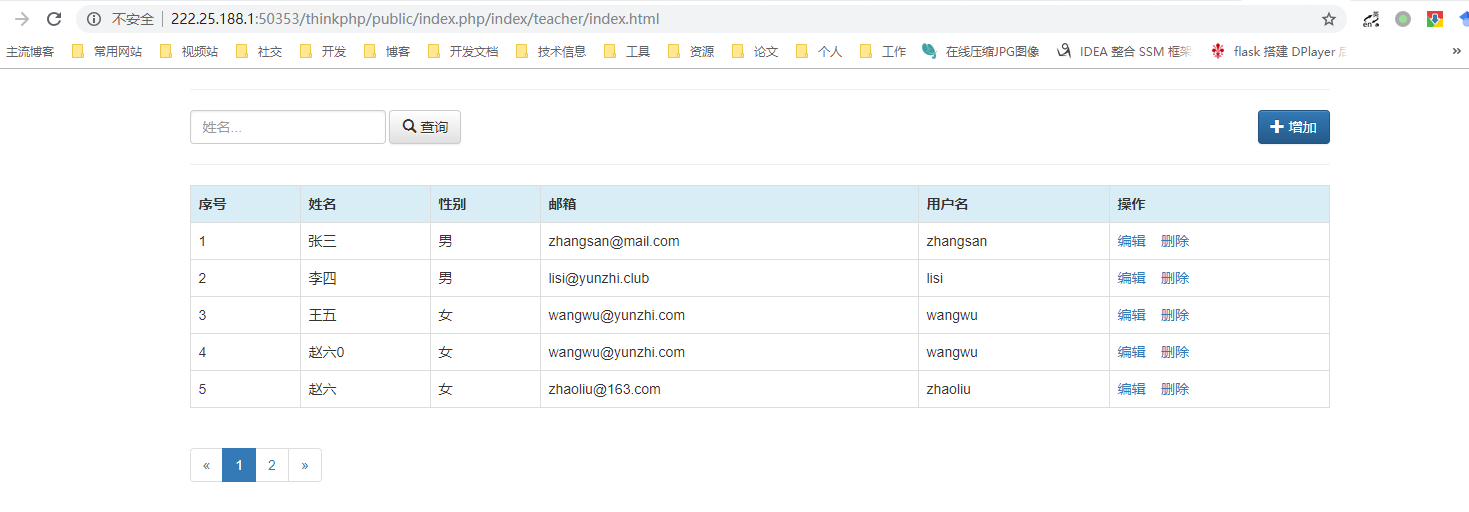 不安全 222.25.188.1:50353/thinkphp/public/index.php/index/teacher/index.html
主流博客 常用网站 视频站 社交 开发 博客 开发文档 技术信息 工具 资源 论文 个人 工作 在线压缩JPG图像 IDEA 整合 SSM 框架 flask 搭建 DPlayer »
姓名... 查询 增加
序号 姓名 性别 邮箱 用户名 操作
1 张三 男 zhangsan@mail.com zhangsan 编辑 删除
2 李四 男 lisi@yunzhi.club lisi 编辑 删除
3 王五 女 wangwu@yunzhi.com wangwu 编辑 删除
4 赵六0 女 wangwu@yunzhi.com wangwu 编辑 删除
5 赵六 女 zhaoliu@163.com zhaoliu 编辑 删除
« 1 2 »